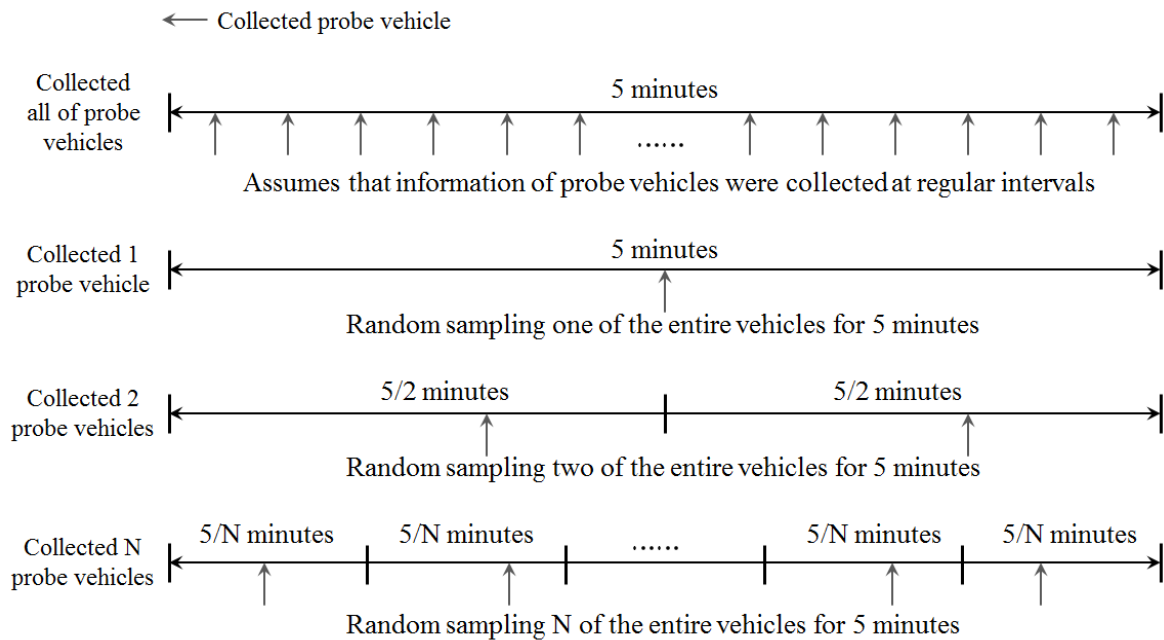 Collected probe vehicle
Collected
all of probe
vehicles
5 minutes
......
Assumes that information of probe vehicles were collected at regular intervals
Collected 1
probe vehicle
5 minutes
Random sampling one of the entire vehicles for 5 minutes
Collected 2
probe vehicles
5/2 minutes
5/2 minutes
Random sampling two of the entire vehicles for 5 minutes
Collected N
probe vehicles
5/N minutes
5/N minutes
......
5/N minutes
5/N minutes
Random sampling N of the entire vehicles for 5 minutes